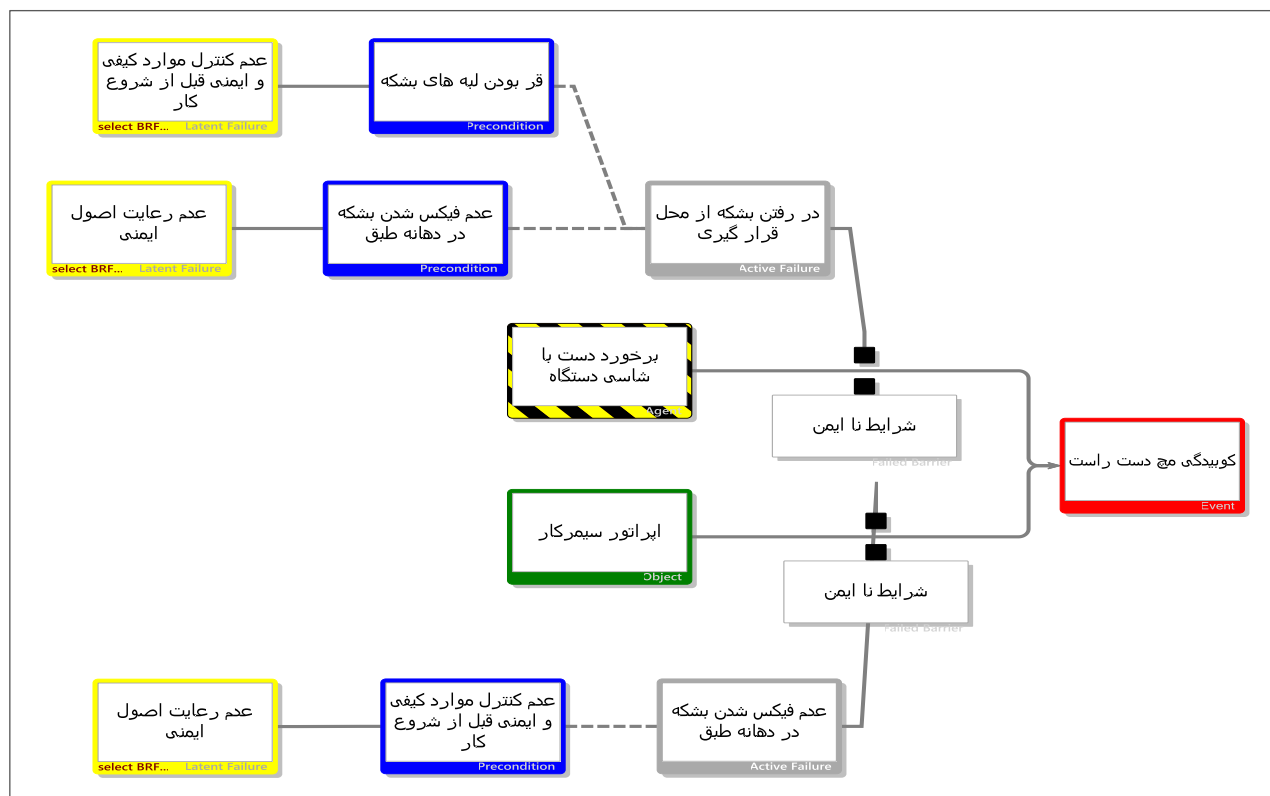 عدم کنترل موارد کیفی
و ایمنی قبل از شروع
کار
select BRF... Latent Failure
قر بودن لبه های بشکه
Precondition
عدم رعایت اصول
ایمنی
select BRF... Latent Failure
عدم فیکس شدن بشکه
در دهانه طبق
Precondition
در رفتن بشکه از محل
قرار گیری
Active Failure
برخورد دست با
شاسی دستگاه
Agent
شرایط نا ایمن
Failed Barrier
کوبیدگی مچ دست راست
Event
اپراتور سیمرکار
Object
شرایط نا ایمن
Failed Barrier
عدم رعایت اصول
ایمنی
select BRF... Latent Failure
عدم کنترل موارد کیفی
و ایمنی قبل از شروع
کار
Precondition
عدم فیکس شدن بشکه
در دهانه طبق
Active Failure